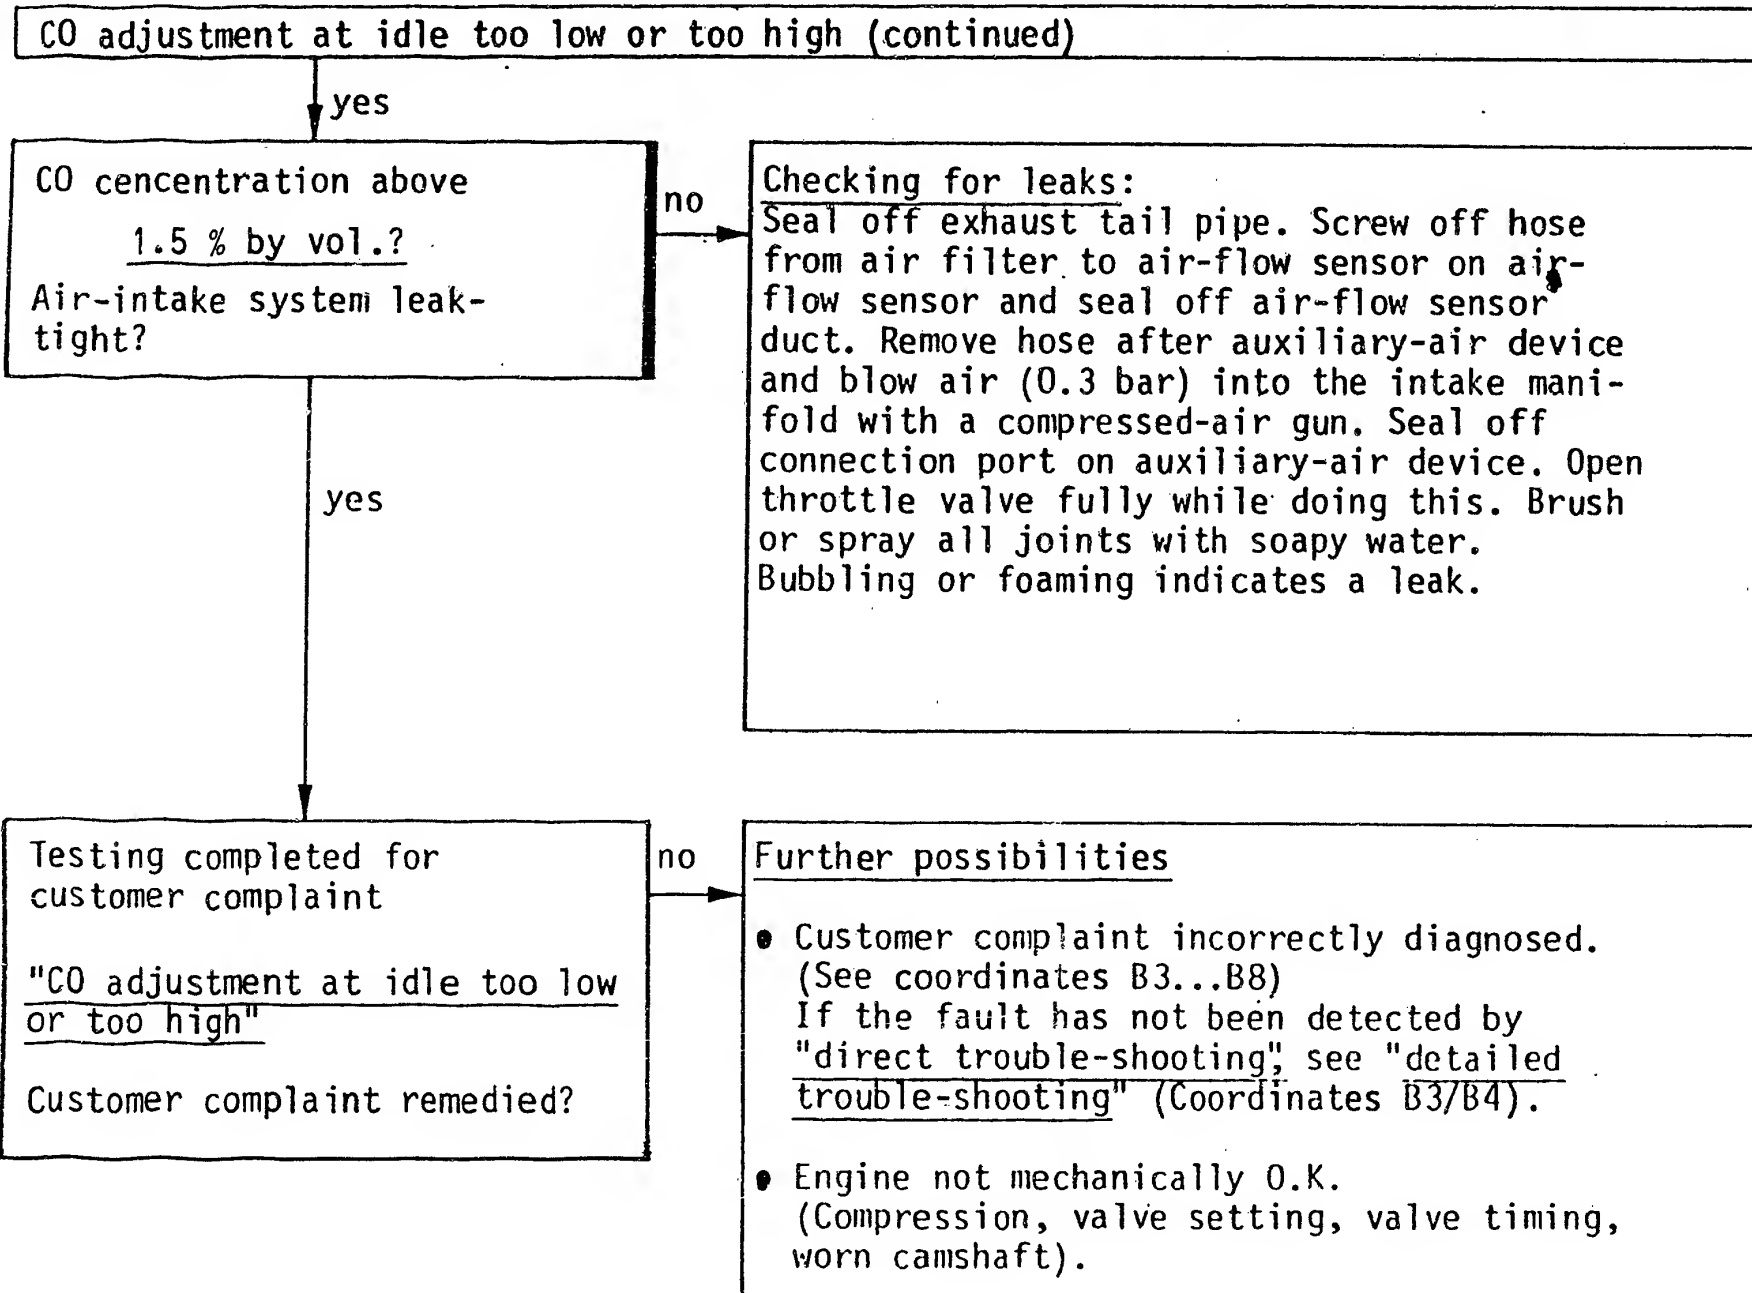 CO adjustment at idle too low or too high (continued)
yes
CO cencentration above
1.5 % by vol.?
Air-intake system leak-
tight?
no
Checking for leaks:
Seal off exhaust tail pipe. Screw off hose
from air filter to air-flow sensor on air-
flow sensor and seal off air-flow sensor
duct. Remove hose after auxiliary-air device
and blow air (0.3 bar) into the intake mani-
fold with a compressed-air gun. Seal off
connection port on auxiliary-air device. Open
throttle valve fully while doing this. Brush
or spray all joints with soapy water.
Bubbling or foaming indicates a leak.
yes
Testing completed for
customer complaint
"CO adjustment at idle too low
or too high"
Customer complaint remedied?
no
Further possibilities
• Customer complaint incorrectly diagnosed.
(See coordinates B3...B8)
If the fault has not been detected by
"direct trouble-shooting", see "detailed
trouble-shooting" (Coordinates B3/B4).
• Engine not mechanically O.K.
(Compression, valve setting, valve timing,
worn camshaft).